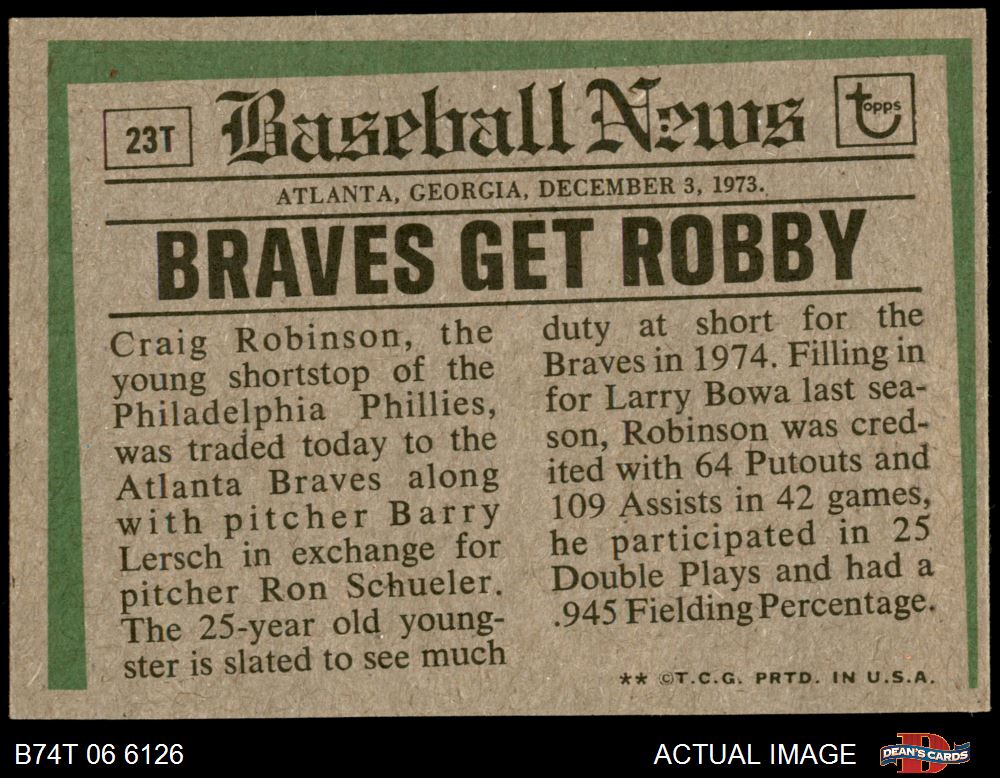 23T
Baseball News
topps
ATLANTA, GEORGIA, DECEMBER 3, 1973.
BRAVES GET ROBBY
Craig Robinson, the
young shortstop of the
Philadelphia Phillies,
was traded today to the
Atlanta Braves along
with pitcher Barry
Lersch in exchange for
pitcher Ron Schueler.
The 25-year old young-
ster is slated to see much
duty at short for the
Braves in 1974. Filling in
for Larry Bowa last sea-
son, Robinson was cred-
ited with 64 Putouts and
109 Assists in 42 games,
he participated in 25
Double Plays and had a
.945 Fielding Percentage.
** ©T.C.G. PRTD. IN U.S.A.
B74T 06 6126
ACTUAL IMAGE
D
DEAN'S CARDS